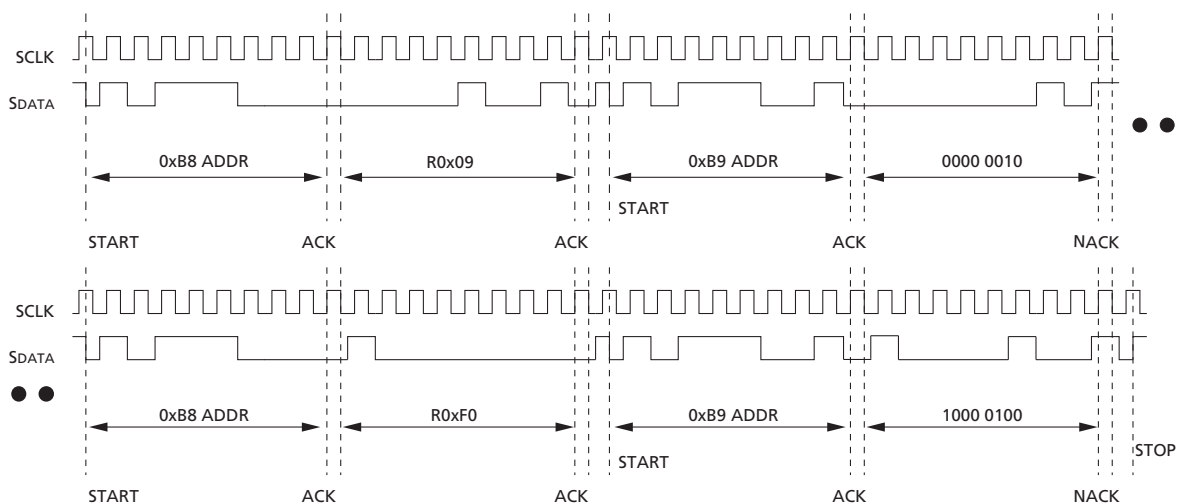 SCLK
SDATA
0xB8 ADDR R0x09 0xB9 ADDR 0000 0010
START
START ACK ACK ACK NACK
SCLK
SDATA
0xB8 ADDR R0xF0 0xB9 ADDR 1000 0100
START STOP
START ACK ACK ACK NACK